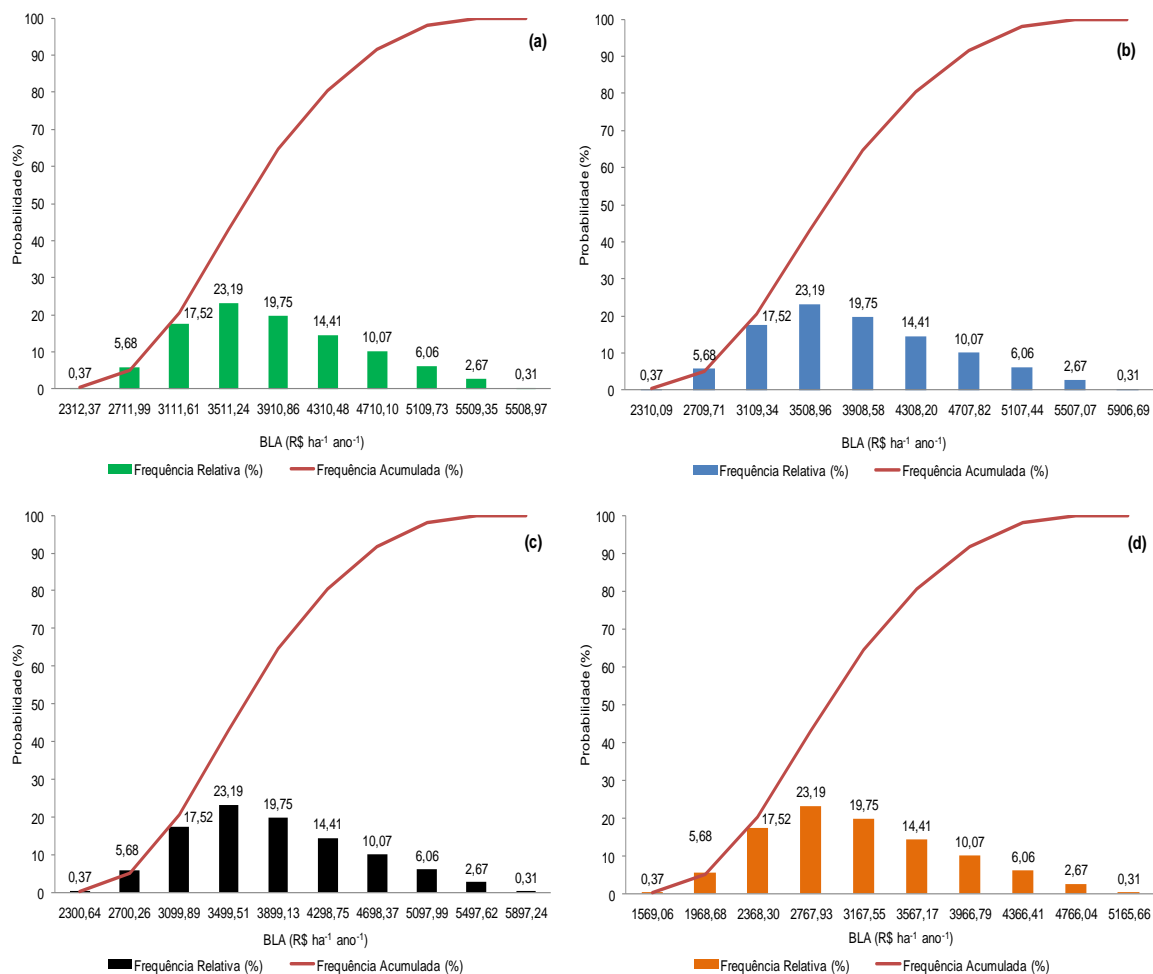 (a)
Probabilidade (%)
100
90
80
70
60
50
40
30
20
10
0
0,37 5,68 17,52 23,19 19,75 14,41 10,07 6,06 2,67 0,31
2312,37 2711,99 3111,61 3511,24 3910,86 4310,48 4710,10 5109,73 5509,35 5508,97
BLA (R$ ha-1 ano-1)
Frequência Relativa (%) Frequência Acumulada (%)
(b)
Probabilidade (%)
100
90
80
70
60
50
40
30
20
10
0
0,37 5,68 17,52 23,19 19,75 14,41 10,07 6,06 2,67 0,31
2310,09 2709,71 3109,34 3508,96 3908,58 4308,20 4707,82 5107,44 5507,07 5906,69
BLA (R$ ha-1 ano-1)
Frequência Relativa (%) Frequência Acumulada (%)
(c)
Probabilidade (%)
100
90
80
70
60
50
40
30
20
10
0
0,37 5,68 17,52 23,19 19,75 14,41 10,07 6,06 2,67 0,31
2300,64 2700,26 3099,89 3499,51 3899,13 4298,75 4698,37 5097,99 5497,62 5897,24
BLA (R$ ha-1 ano-1)
Frequência Relativa (%) Frequência Acumulada (%)
(d)
Probabilidade (%)
100
90
80
70
60
50
40
30
20
10
0
0,37 5,68 17,52 23,19 19,75 14,41 10,07 6,06 2,67 0,31
1569,06 1968,68 2368,30 2767,93 3167,55 3567,17 3966,79 4366,41 4766,04 5165,66
BLA (R$ ha-1 ano-1)
Frequência Relativa (%) Frequência Acumulada (%)